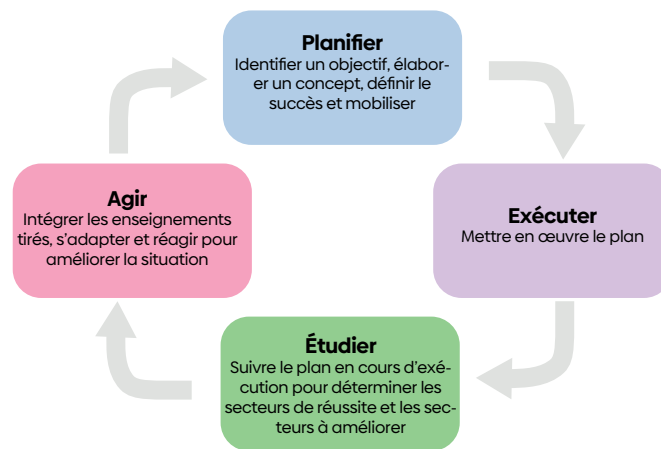 Planifier
Identifier un objectif, élabor-
er un concept, définir le
succès et mobiliser
Agir
Intégrer les enseignements
tirés, s'adapter et réagir pour
améliorer la situation
Exécuter
Mettre en œuvre le plan
Étudier
Suivre le plan en cours d'exé-
cution pour déterminer les
secteurs de réussite et les sec-
teurs à améliorer